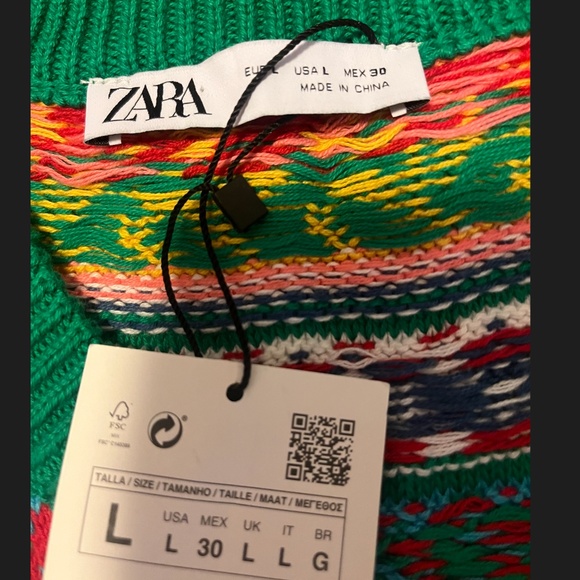 ZARA
EUR L USA L MEX 30
MADE IN CHINA
FSC
TALLA / SIZE / TAMANHO / TAILLE / MAAT / ΜΕΓΕΘΟΣ
L
USA MEX UK IT BR
L 30 L L G